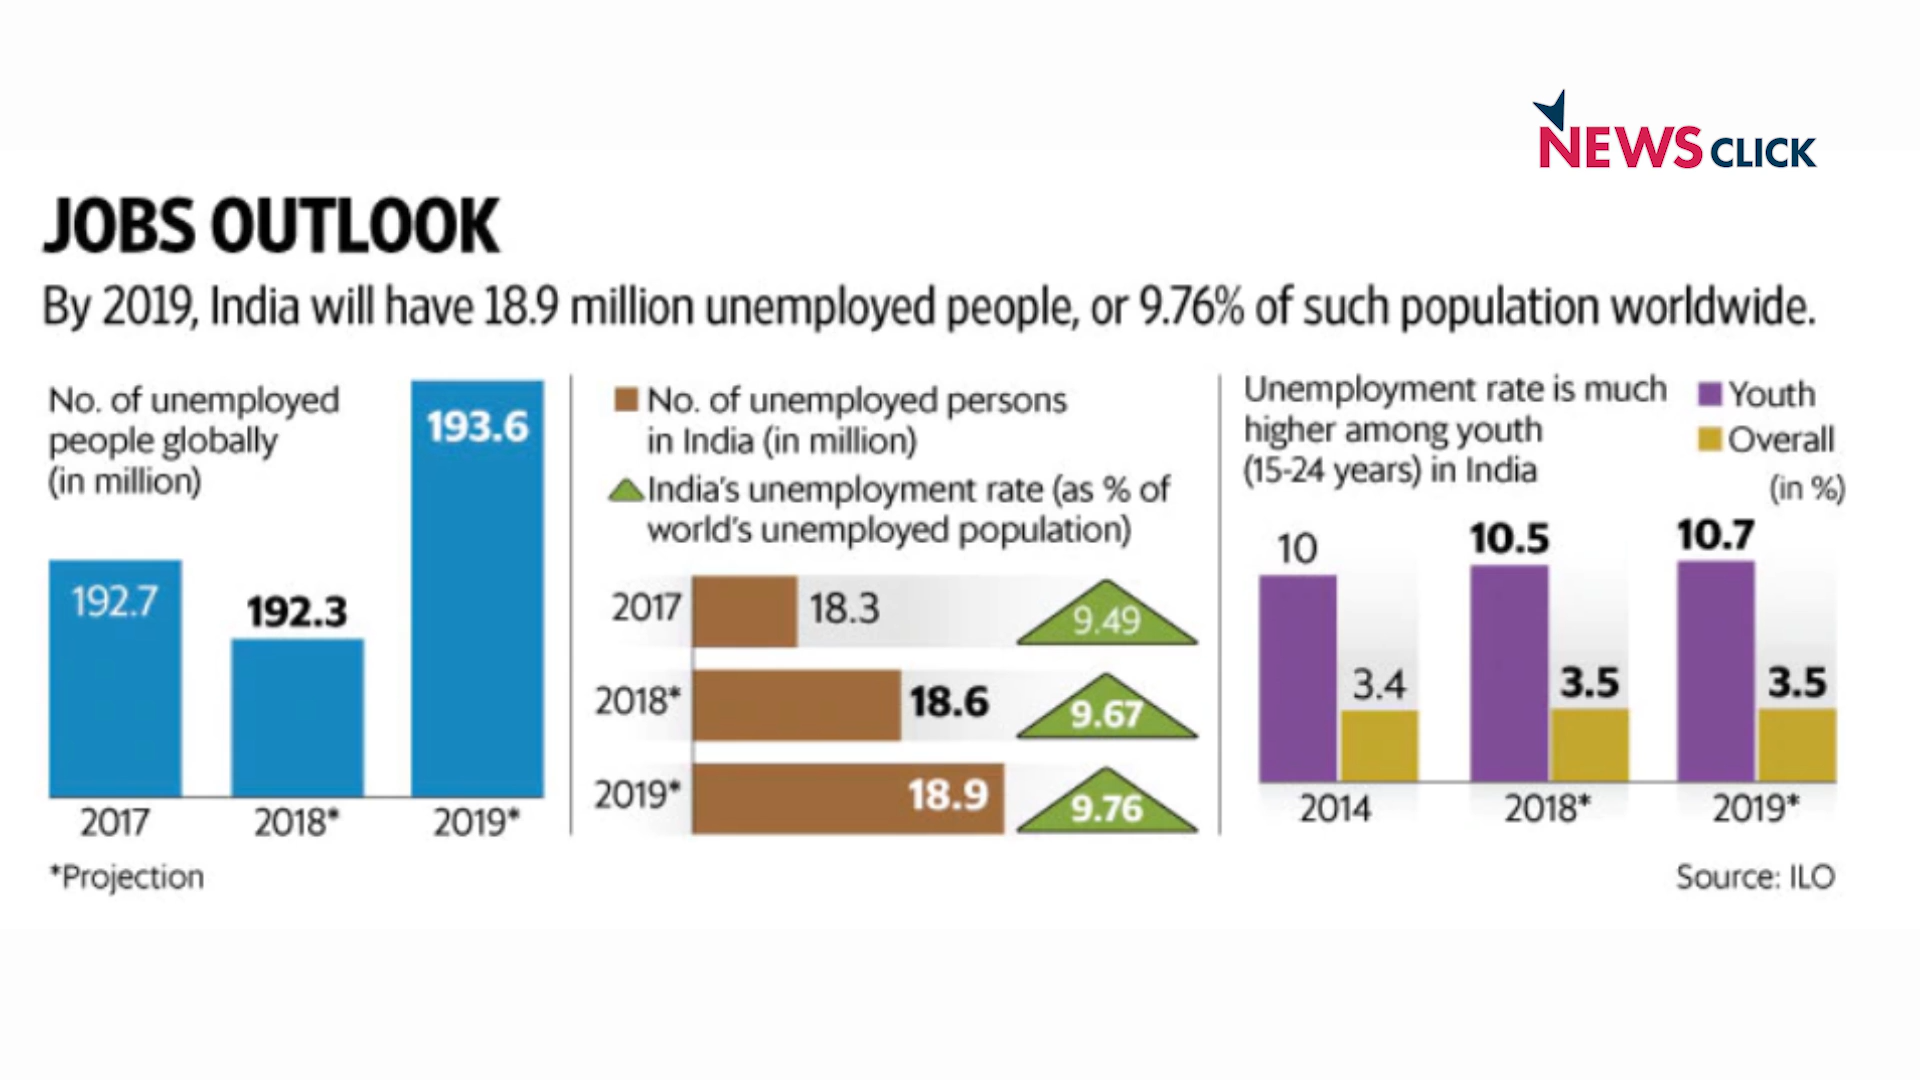 NEWS CLICK
JOBS OUTLOOK
By 2019, India will have 18.9 million unemployed people, or 9.76% of such population worldwide.
No. of unemployed
people globally
(in million)
192.7
192.3
193.6
2017
2018*
2019*
*Projection
No. of unemployed persons
in India (in million)
India's unemployment rate (as % of
world's unemployed population)
2017 18.3 9.49
2018* 18.6 9.67
2019* 18.9 9.76
Unemployment rate is much
higher among youth
(15-24 years) in India
Youth
Overall
(in %)
10
3.4
10.5
3.5
10.7
3.5
2014
2018*
2019*
Source: ILO